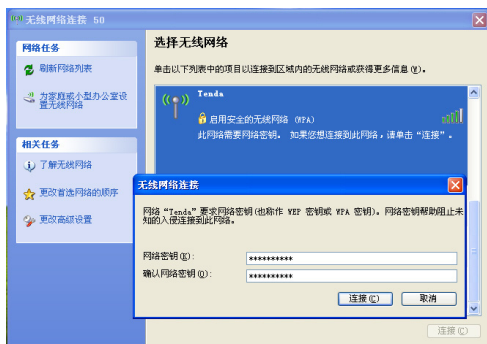 无线网络连接 50
网络任务
刷新网络列表
为家庭或小型办公室设
置无线网络
相关任务
了解无线网络
更改首选网络的顺序
更改高级设置
选择无线网络
单击以下列表中的项目以连接到区域内的无线网络或获得更多信息(W)。
Tenda
启用安全的无线网络 (WPA)
此网络需要网络密钥。如果您想连接到此网络，请单击“连接”。
无线网络连接
网络“Tenda”要求网络密钥(也称作 WEP 密钥或 WPA 密钥)。网络密钥帮助阻止未
知的入侵连接到此网络。
网络密钥(K):
**********
确认网络密钥(O):
**********
连接(C)
取消
连接(C)